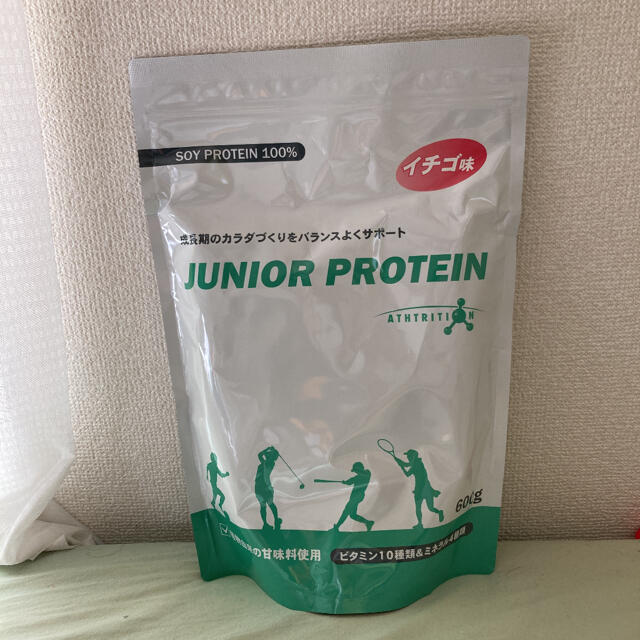 SOY PROTEIN 100%
イチゴ味
成長期のカラダづくりをバランスよくサポート
JUNIOR PROTEIN
ATHTRITION
600g
の甘味料使用
ビタミン10種類&ミネラル4種類